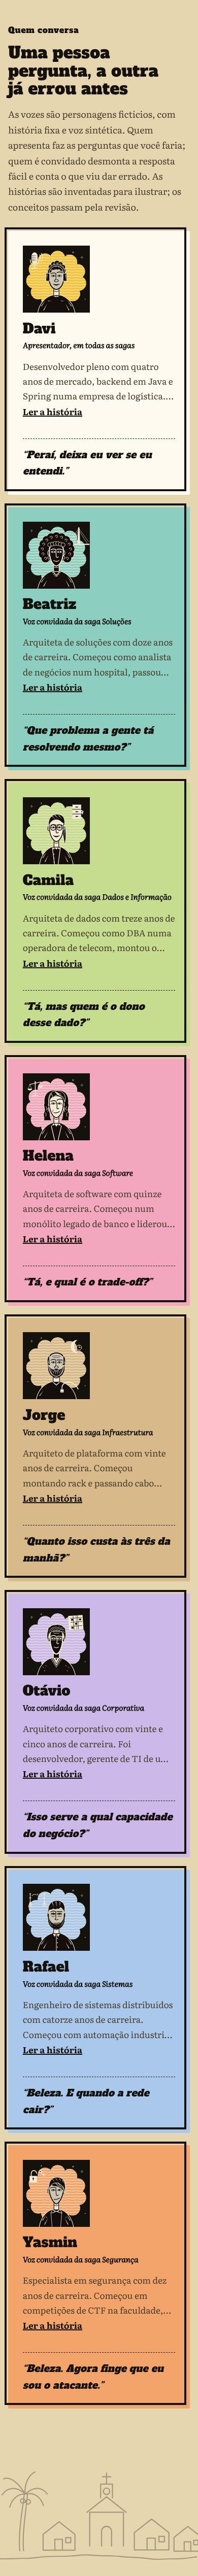 Quem conversa
Uma pessoa
pergunta, a outra
já errou antes
As vozes são personagens fictícios, com
história fixa e voz sintética. Quem
apresenta faz as perguntas que você faria;
quem é convidado desmonta a resposta
fácil e conta o que viu dar errado. As
histórias são inventadas para ilustrar; os
conceitos passam pela revisão.
Davi
Apresentador, em todas as sagas
Desenvolvedor pleno com quatro
anos de mercado, backend em Java e
Spring numa empresa de logística.…
Ler a história
“Peraí, deixa eu ver se eu
entendi.”
Beatriz
Voz convidada da saga Soluções
Arquiteta de soluções com doze anos
de carreira. Começou como analista
de negócios num hospital, passou…
Ler a história
“Que problema a gente tá
resolvendo mesmo?”
Camila
Voz convidada da saga Dados e Informação
Arquiteta de dados com treze anos de
carreira. Começou como DBA numa
operadora de telecom, montou o…
Ler a história
“Tá, mas quem é o dono
desse dado?”
Helena
Voz convidada da saga Software
Arquiteta de software com quinze
anos de carreira. Começou num
monólito legado de banco e liderou…
Ler a história
“Tá, e qual é o trade-off?”
Jorge
Voz convidada da saga Infraestrutura
Arquiteto de plataforma com vinte
anos de carreira. Começou
montando rack e passando cabo…
Ler a história
“Quanto isso custa às três da
manhã?”
Otávio
Voz convidada da saga Corporativa
Arquiteto corporativo com vinte e
cinco anos de carreira. Foi
desenvolvedor, gerente de TI de u…
Ler a história
“Isso serve a qual capacidade
do negócio?”
Rafael
Voz convidada da saga Sistemas
Engenheiro de sistemas distribuídos
com catorze anos de carreira.
Começou com automação industri…
Ler a história
“Beleza. E quando a rede
cair?”
Yasmin
Voz convidada da saga Segurança
Especialista em segurança com dez
anos de carreira. Começou em
competições de CTF na faculdade,…
Ler a história
“Beleza. Agora finge que eu
sou o atacante.”